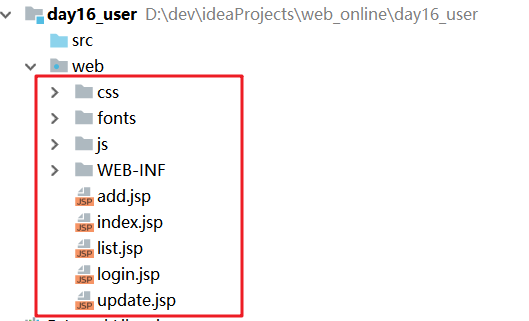 day16_user D:\dev\ideaProjects\web_online\day16_user
src
web
css
fonts
js
WEB-INF
JSP add.jsp
JSP index.jsp
JSP list.jsp
JSP login.jsp
JSP update.jsp